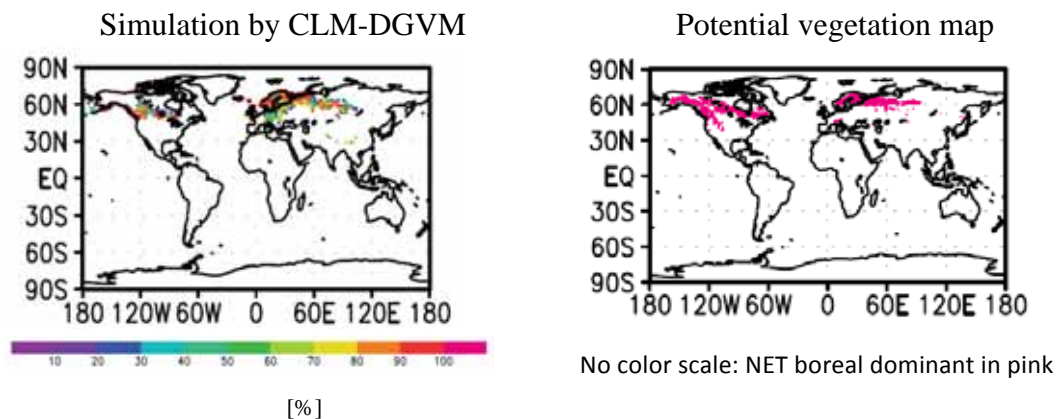 Simulation by CLM-DGVM
Potential vegetation map
90N
60N
30N
EQ
30S
60S
90S
180 120W 60W 0 60E 120E 180
90N
60N
30N
EQ
30S
60S
90S
180 120W 60W 0 60E 120E 180
10 20 30 40 50 60 70 80 90 100
[%]
No color scale: NET boreal dominant in pink